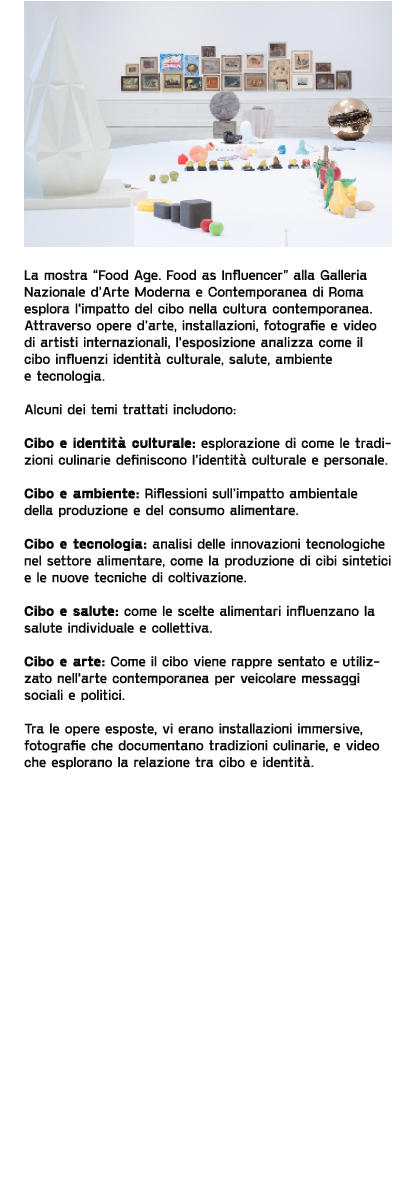 La mostra “Food Age. Food as Influencer” alla Galleria
Nazionale d'Arte Moderna e Contemporanea di Roma
esplora l'impatto del cibo nella cultura contemporanea.
Attraverso opere d'arte, installazioni, fotografie e video
di artisti internazionali, l'esposizione analizza come il
cibo influenzi identità culturale, salute, ambiente
e tecnologia.
Alcuni dei temi trattati includono:
Cibo e identità culturale: esplorazione di come le tradi-
zioni culinarie definiscono l'identità culturale e personale.
Cibo e ambiente: Riflessioni sull'impatto ambientale
della produzione e del consumo alimentare.
Cibo e tecnologia: analisi delle innovazioni tecnologiche
nel settore alimentare, come la produzione di cibi sintetici
e le nuove tecniche di coltivazione.
Cibo e salute: come le scelte alimentari influenzano la
salute individuale e collettiva.
Cibo e arte: Come il cibo viene rappre sentato e utiliz-
zato nell'arte contemporanea per veicolare messaggi
sociali e politici.
Tra le opere esposte, vi erano installazioni immersive,
fotografie che documentano tradizioni culinarie, e video
che esplorano la relazione tra cibo e identità.